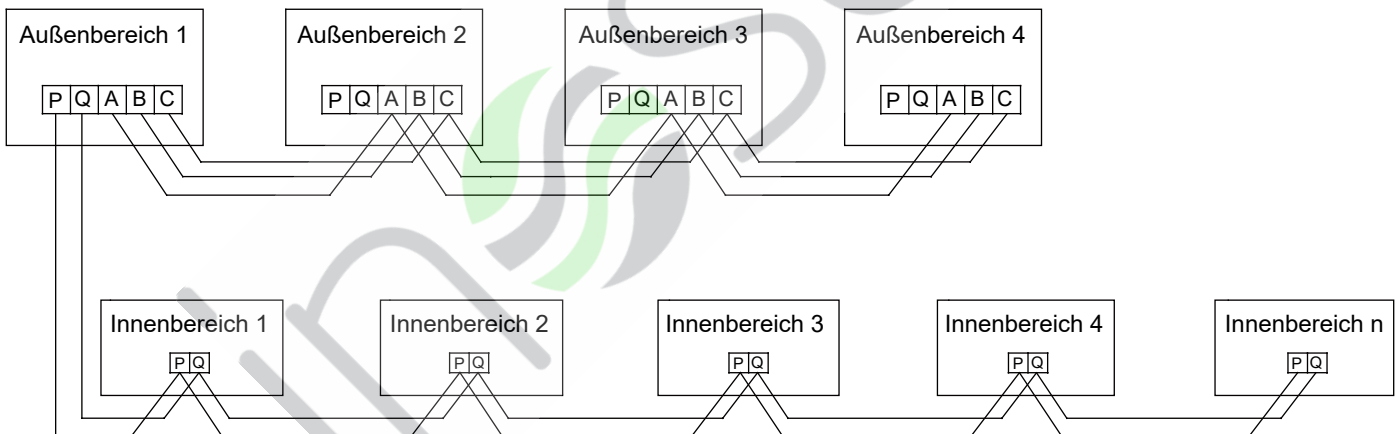 Außenbereich 1 Außenbereich 2 Außenbereich 3 Außenbereich 4
P Q A B C P Q A B C P Q A B C P Q A B C
Innenbereich 1 Innenbereich 2 Innenbereich 3 Innenbereich 4 Innenbereich n
P Q P Q P Q P Q P Q